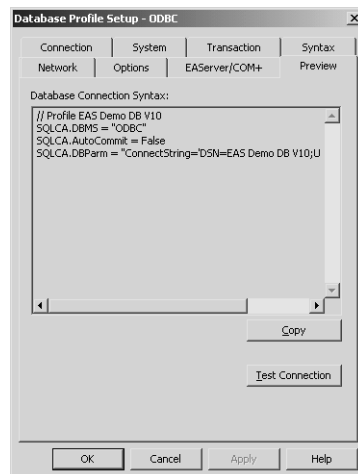 Database Profile Setup - ODBC
Connection System Transaction Syntax
Network Options EAServer/COM+ Preview
Database Connection Syntax:
// Profile EAS Demo DB V10
SQLCA.DBMS = "ODBC"
SQLCA.AutoCommit = False
SQLCA.DBParm = "ConnectString='DSN=EAS Demo DB V10;U
Copy
Test Connection
OK Cancel Apply Help